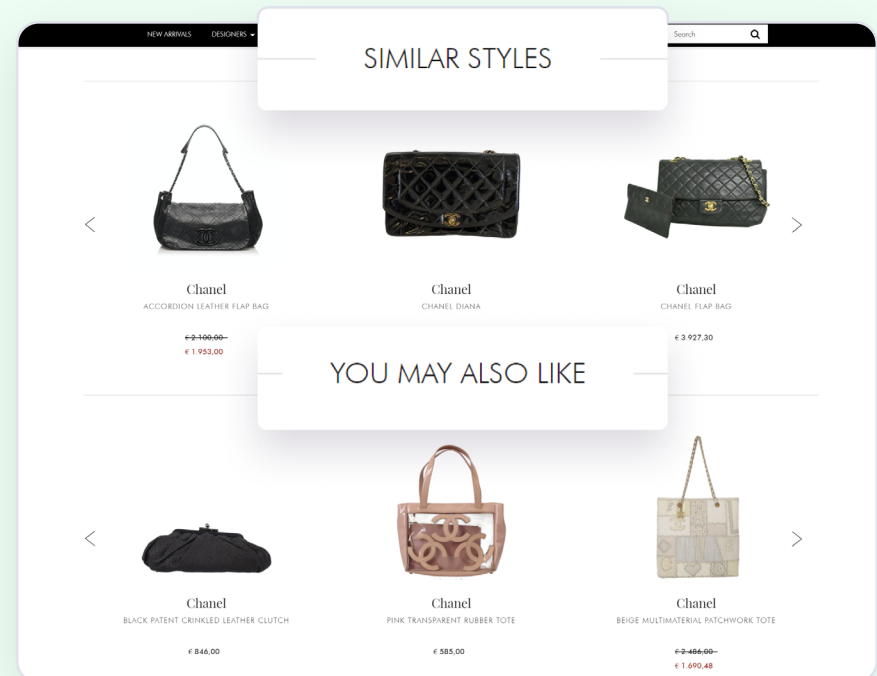 NEW ARRIVALS DESIGNERS Search
SIMILAR STYLES
Chanel Chanel Chanel
ACCORDION LEATHER FLAP BAG CHANEL DIANA CHANEL FLAP BAG
€ 2.100,00 € 3.927,30
€ 1.953,00
YOU MAY ALSO LIKE
Chanel Chanel Chanel
BLACK PATENT CRINKLED LEATHER CLUTCH PINK TRANSPARENT RUBBER TOTE BEIGE MULTIMATERIAL PATCHWORK TOTE
€ 846,00 € 585,00 € 2.486,00
€ 1.690,48